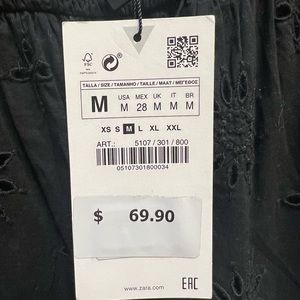 FSC
TALLA / SIZE / TAMANHO / TAILLE / MAAT / ΜΕΓΕΘΟΣ
M
USA MEX UK IT BR
M 28 M M M
XS S M L XL XXL
ART.: 5107 / 301 / 800
05107301800034
$ 69.90
www.zara.com
EAC